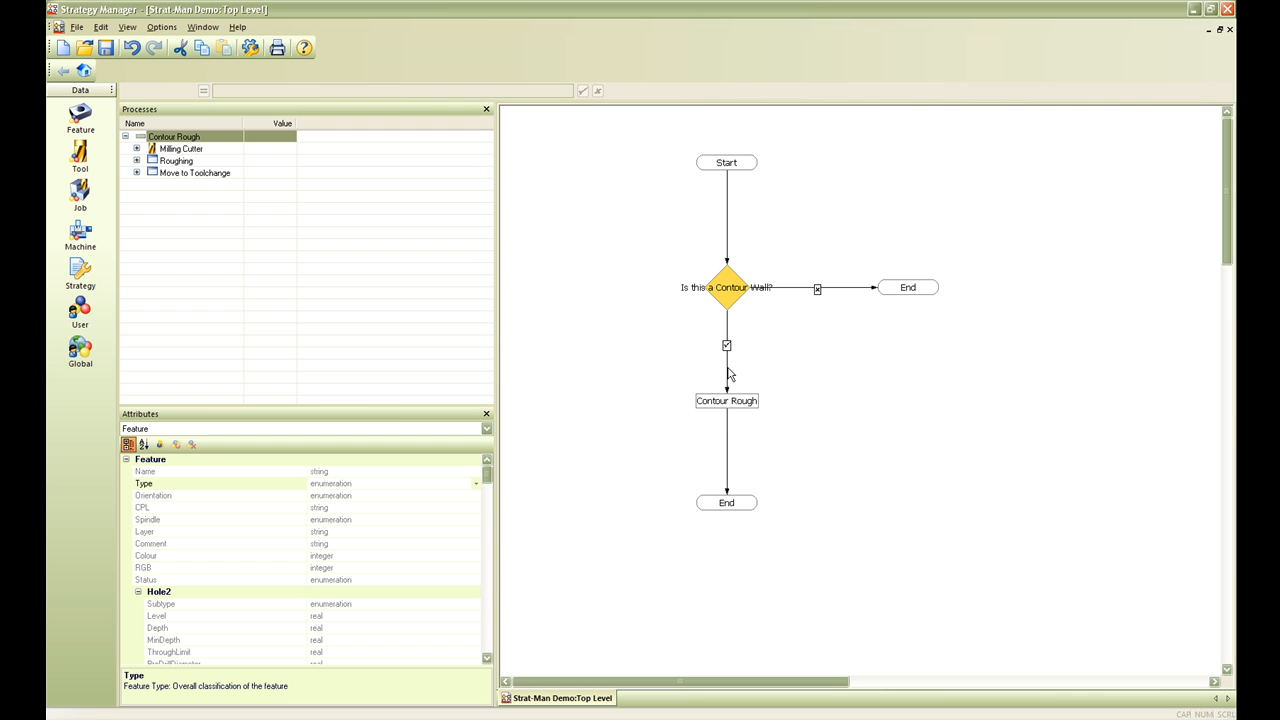 Strategy Manager - [Strat-Man Demo:Top Level]
File Edit View Options Window Help
Data
Feature
Tool
Job
Machine
Strategy
User
Global
=
Processes
Name Value
Contour Rough
Milling Cutter
Roughing
Move to Toolchange
Attributes
Feature
Feature
Name string
Type enumeration
Orientation enumeration
CPL string
Spindle enumeration
Layer string
Comment string
Colour integer
RGB integer
Status enumeration
Hole2
Subtype enumeration
Level real
Depth real
MinDepth real
ThroughLimit real
PreDrillDiameter real
Type
Feature Type: Overall classification of the feature
Start
Is this a Contour Wall?
End
Contour Rough
End
Strat-Man Demo:Top Level
CAP NUM SCRL